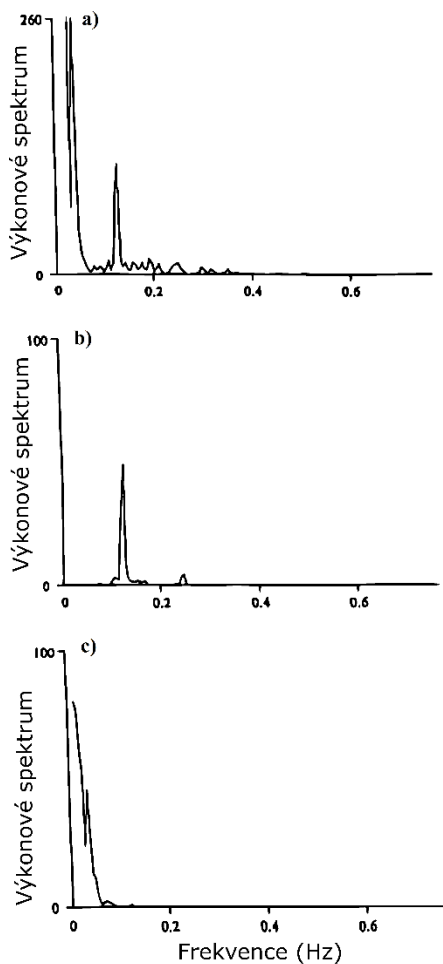 a)
260
Výkonové spektrum
0
0 0.2 0.4 0.6
b)
100
Výkonové spektrum
0
0 0.2 0.4 0.6
c)
100
Výkonové spektrum
0
0 0.2 0.4 0.6
Frekvence (Hz)